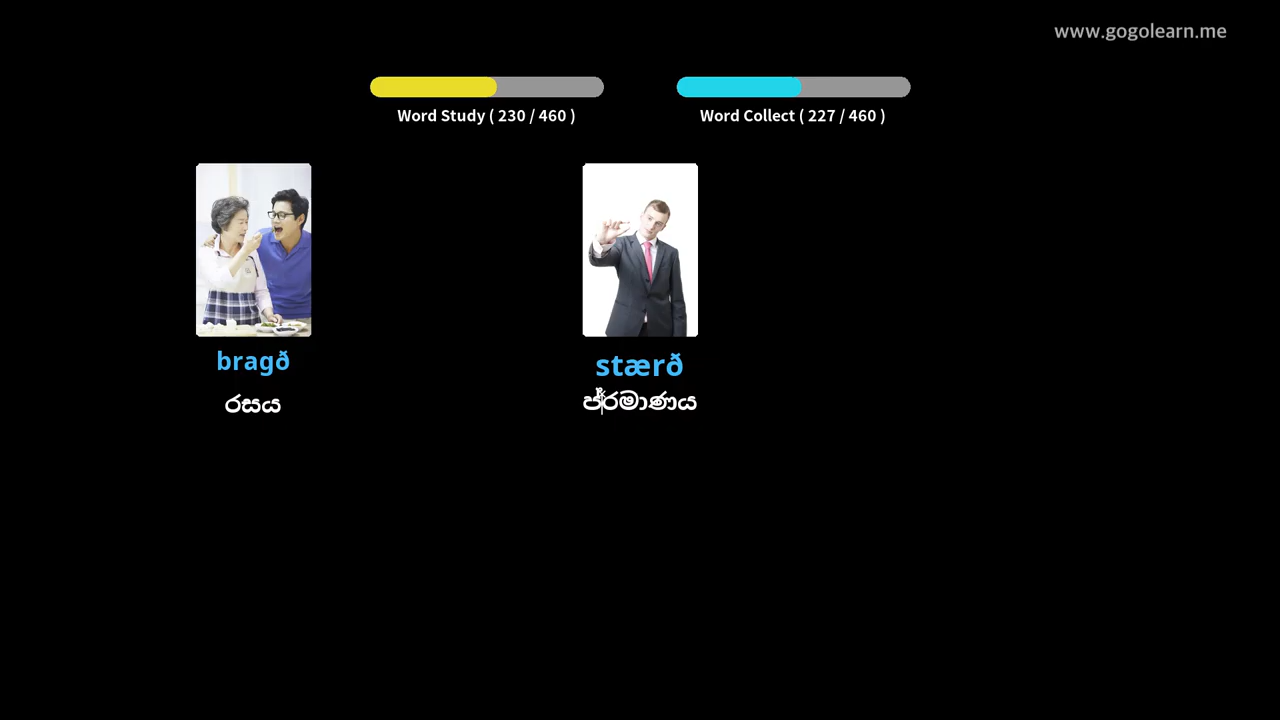 www.gogolearn.me
Word Study ( 230 / 460 )
Word Collect ( 227 / 460 )
bragð
රසය
stærð
ප්‍රමාණය